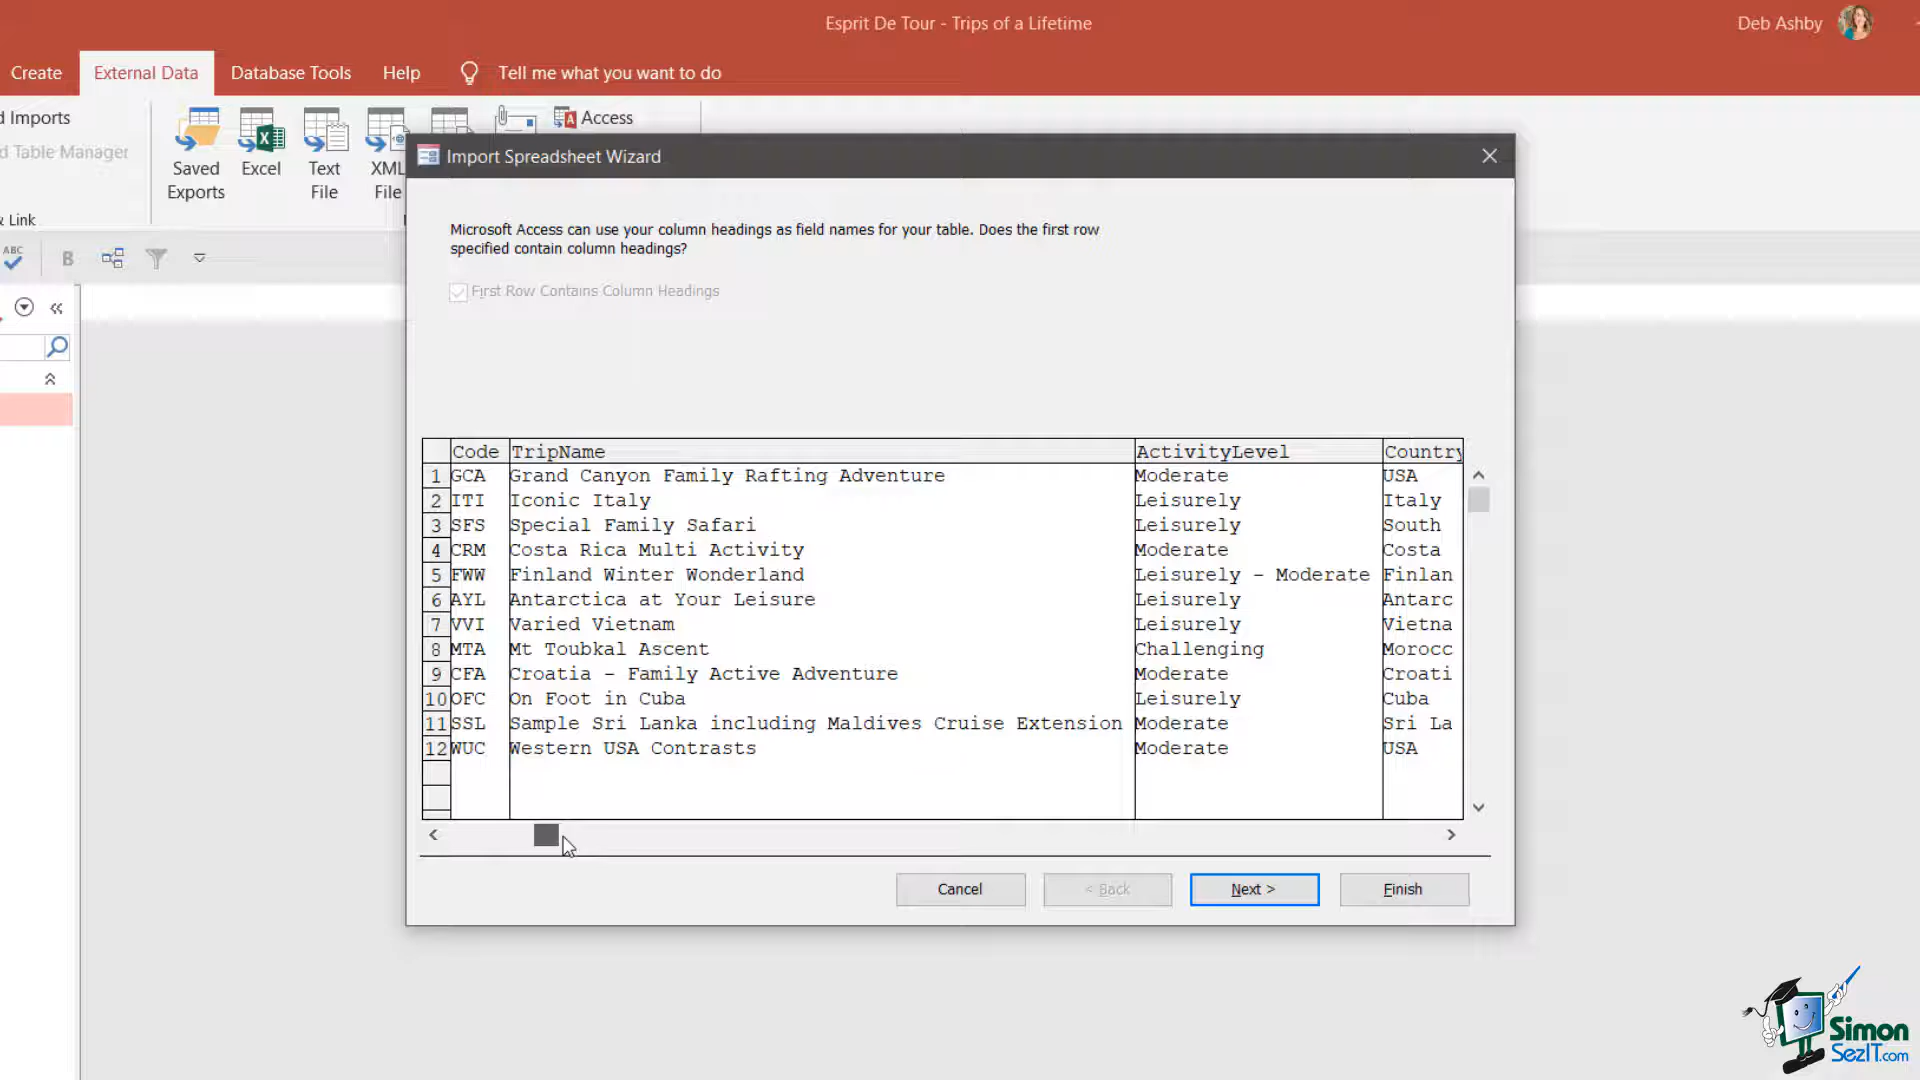 Esprit De Tour - Trips of a Lifetime
Deb Ashby
Create External Data Database Tools Help Tell me what you want to do
d Imports
d Table Manager
Saved Exports
Excel
Text File
XML File
Access
& Link
ABC
B
Import Spreadsheet Wizard
Microsoft Access can use your column headings as field names for your table. Does the first row
specified contain column headings?
First Row Contains Column Headings
Code TripName ActivityLevel Country
1 GCA Grand Canyon Family Rafting Adventure Moderate USA
2 ITI Iconic Italy Leisurely Italy
3 SFS Special Family Safari Leisurely South
4 CRM Costa Rica Multi Activity Moderate Costa
5 FWW Finland Winter Wonderland Leisurely - Moderate Finlan
6 AYL Antarctica at Your Leisure Leisurely Antarc
7 VVI Varied Vietnam Leisurely Vietna
8 MTA Mt Toubkal Ascent Challenging Morocc
9 CFA Croatia - Family Active Adventure Moderate Croati
10 OFC On Foot in Cuba Leisurely Cuba
11 SSL Sample Sri Lanka including Maldives Cruise Extension Moderate Sri La
12 WUC Western USA Contrasts Moderate USA
Cancel < Back Next > Finish
Simon
SezIT.com